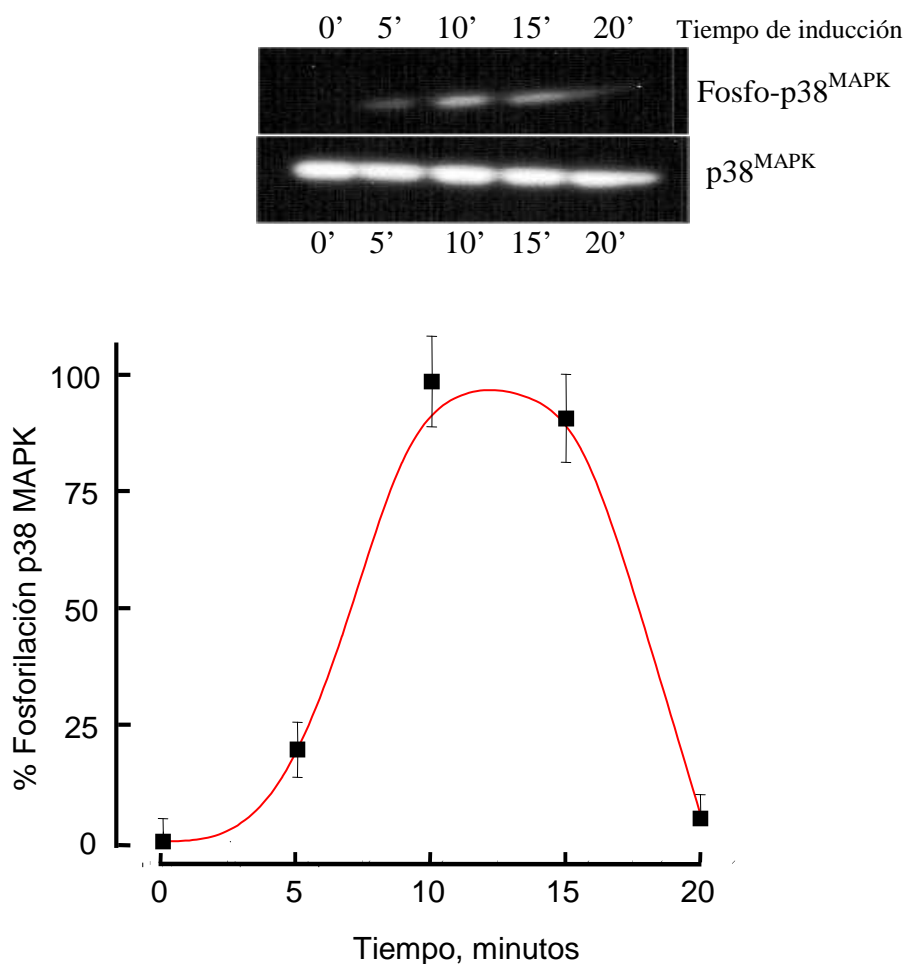 0’ 5’ 10’ 15’ 20’ Tiempo de inducción
Fosfo-p38MAPK
p38MAPK
0’ 5’ 10’ 15’ 20’
100
75
50
25
0
% Fosforilación p38 MAPK
0 5 10 15 20
Tiempo, minutos